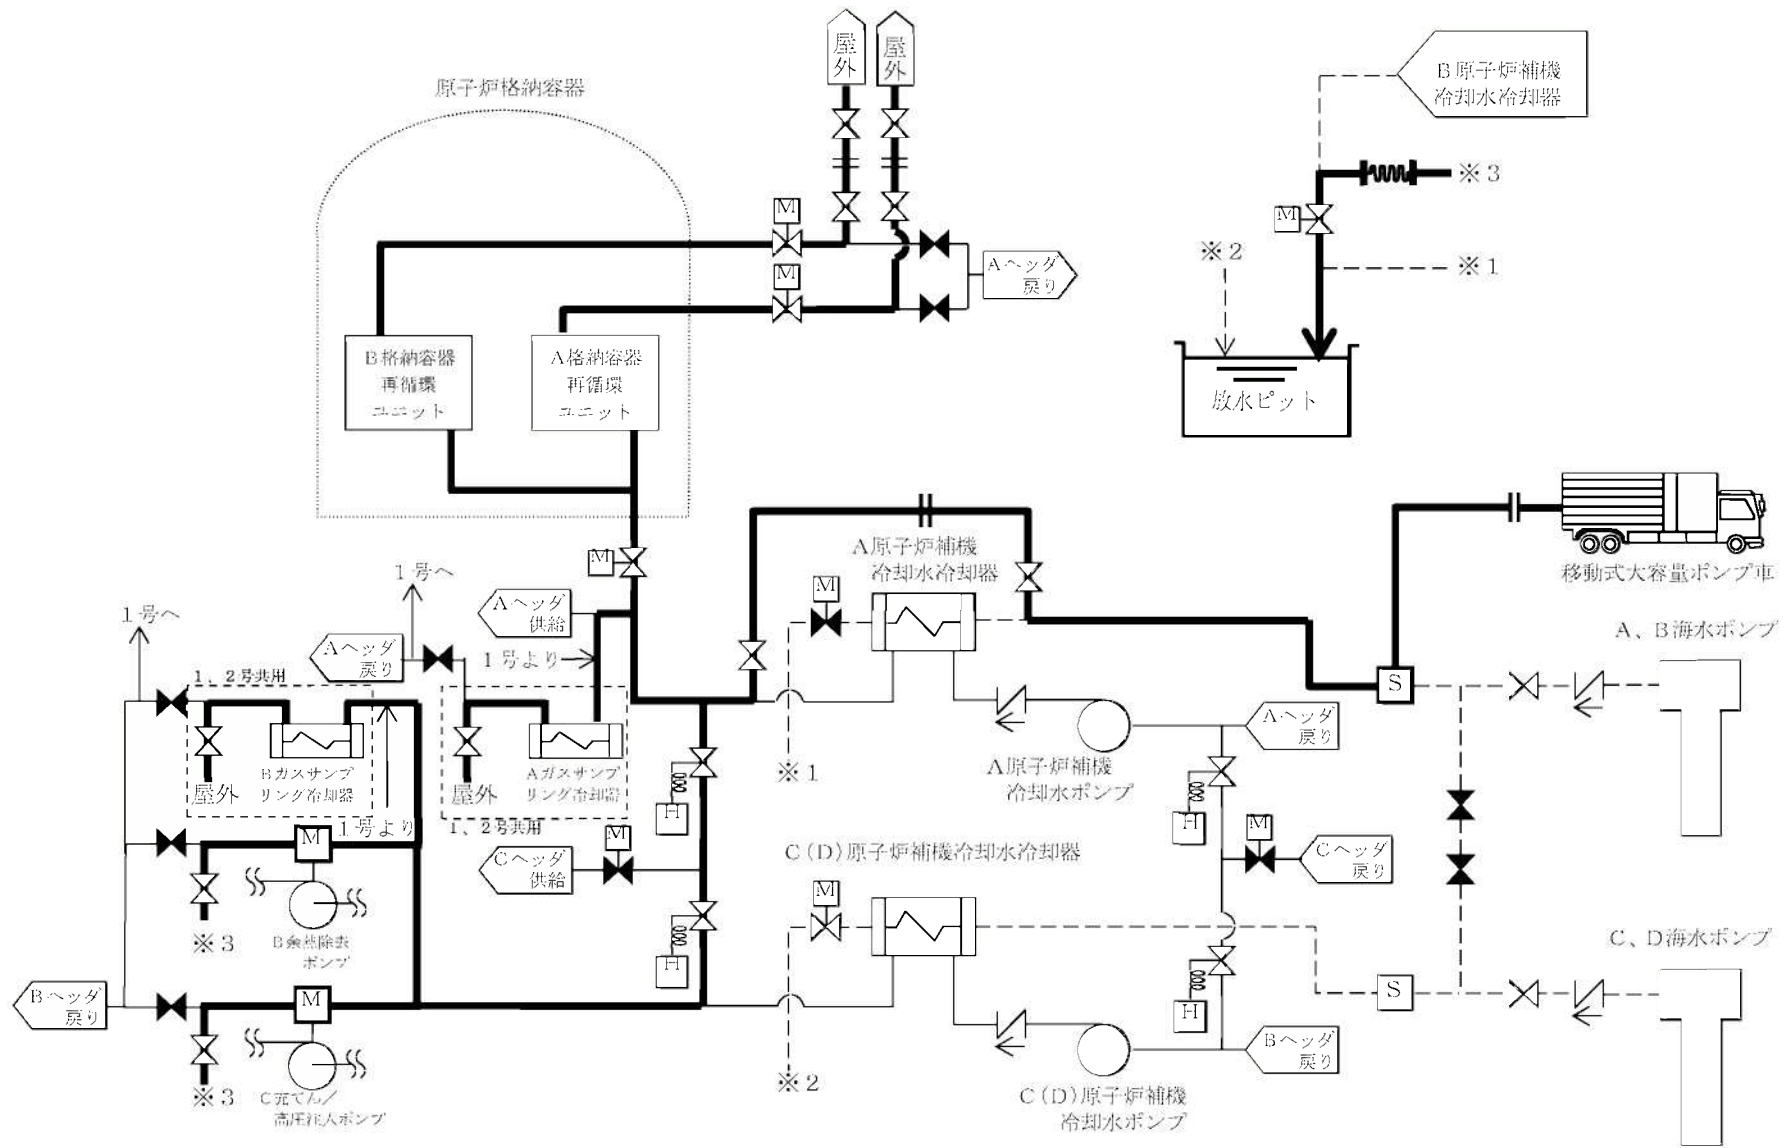 屋外
屋外
B原子炉補機
冷却水冷却器
原子炉格納容器
※3
M
M
※2
※1
Aヘッダ
戻り
M
B格納容器
再循環
ユニット
A格納容器
再循環
ユニット
放水ピット
移動式大容量ポンプ車
A原子炉補機
冷却水冷却器
M
M
1号へ
1号へ
Aヘッダ
供給
Aヘッダ
戻り
1号より
A、B海水ポンプ
1、2号共用
S
Aヘッダ
戻り
Bガスサンプ
リング冷却器
屋外
Aガスサンプ
リング冷却器
屋外
1、2号共用
※1
A原子炉補機
冷却水ポンプ
H
H
1号より
M
M
M
Cヘッダ
供給
C(D)原子炉補機冷却水冷却器
Cヘッダ
戻り
M
※3
B余熱除去
ポンプ
H
C、D海水ポンプ
Bヘッダ
戻り
M
S
H
Bヘッダ
戻り
※3
C充てん/
高圧注入ポンプ
※2
C(D)原子炉補機
冷却水ポンプ